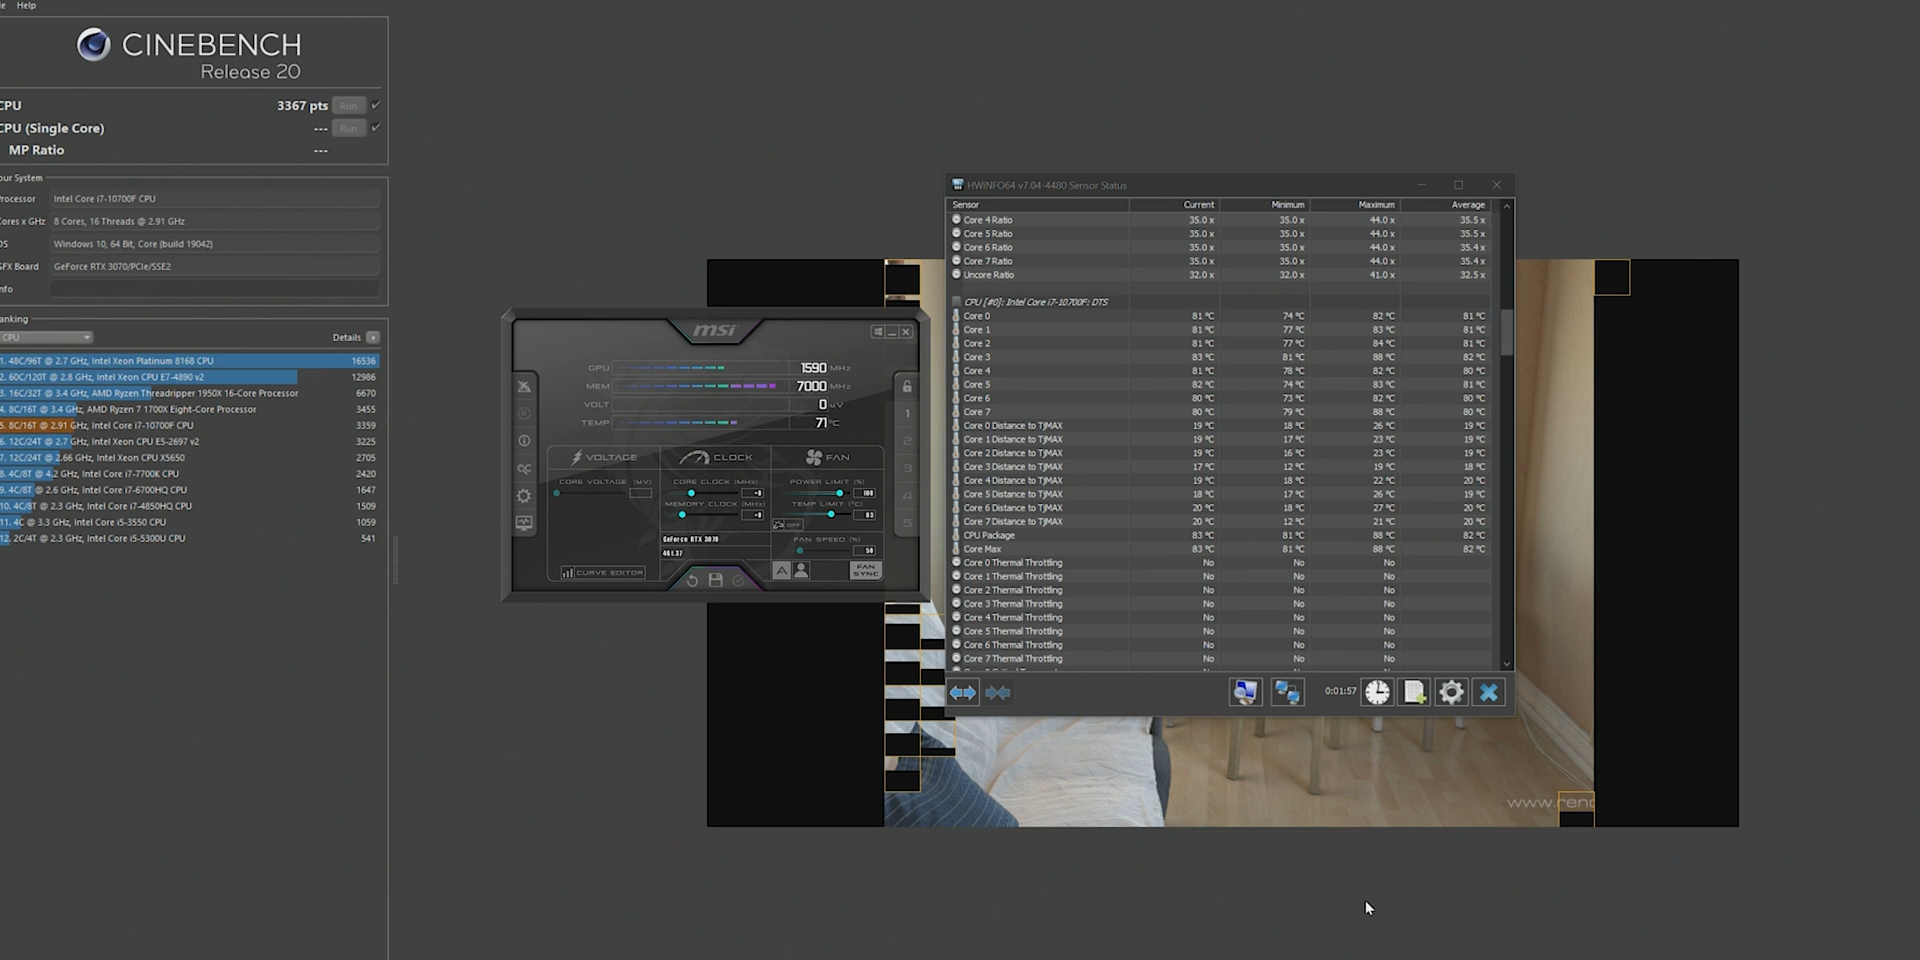 Help
CINEBENCH
Release 20
CPU 3367 pts Run
CPU (Single Core) --- Run
MP Ratio ---
our System
Processor Intel Core i7-10700F CPU
Cores x GHz 8 Cores, 16 Threads @ 2.91 GHz
OS Windows 10, 64 Bit, Core (build 19042)
GFX Board GeForce RTX 3070/PCIe/SSE2
nfo
anking
CPU Details
1. 48C/96T @ 2.7 GHz, Intel Xeon Platinum 8168 CPU 16536
2. 60C/120T @ 2.8 GHz, Intel Xeon CPU E7-4890 v2 12986
3. 16C/32T @ 3.4 GHz, AMD Ryzen Threadripper 1950X 16-Core Processor 6670
4. 8C/16T @ 3.4 GHz, AMD Ryzen 7 1700X Eight-Core Processor 3455
5. 8C/16T @ 2.91 GHz, Intel Core i7-10700F CPU 3359
6. 12C/24T @ 2.7 GHz, Intel Xeon CPU E5-2697 v2 3225
7. 12C/24T @ 2.66 GHz, Intel Xeon CPU X5650 2705
8. 4C/8T @ 4.2 GHz, Intel Core i7-7700K CPU 2420
9. 4C/8T @ 2.6 GHz, Intel Core i7-6700HQ CPU 1647
10. 4C/8T @ 2.3 GHz, Intel Core i7-4850HQ CPU 1509
11. 4C @ 3.3 GHz, Intel Core i5-3550 CPU 1059
12. 2C/4T @ 2.3 GHz, Intel Core i5-5300U CPU 541
msi
GPU 1590 MHz
MEM 7000 MHz
VOLT 0 mV
TEMP 71 °C
VOLTAGE CLOCK FAN
CORE VOLTAGE (MV)
CORE CLOCK (MHz) +0
MEMORY CLOCK (MHz) +0
POWER LIMIT (%) 100
TEMP LIMIT (°C) 83
OFF
GeForce RTX 3070
461.37
FAN SPEED (%) 50
CURVE EDITOR
A
FAN SYNC
1
2
3
4
5
HWiNFO64 v7.04-4480 Sensor Status
Sensor Current Minimum Maximum Average
Core 4 Ratio 35.0 x 35.0 x 44.0 x 35.5 x
Core 5 Ratio 35.0 x 35.0 x 44.0 x 35.5 x
Core 6 Ratio 35.0 x 35.0 x 44.0 x 35.4 x
Core 7 Ratio 35.0 x 35.0 x 44.0 x 35.4 x
Uncore Ratio 32.0 x 32.0 x 41.0 x 32.5 x
CPU [#0]: Intel Core i7-10700F: DTS
Core 0 81 °C 74 °C 82 °C 81 °C
Core 1 81 °C 77 °C 83 °C 81 °C
Core 2 81 °C 77 °C 84 °C 81 °C
Core 3 83 °C 81 °C 88 °C 82 °C
Core 4 81 °C 78 °C 82 °C 80 °C
Core 5 82 °C 74 °C 83 °C 81 °C
Core 6 80 °C 73 °C 82 °C 80 °C
Core 7 80 °C 79 °C 88 °C 80 °C
Core 0 Distance to TjMAX 19 °C 18 °C 26 °C 19 °C
Core 1 Distance to TjMAX 19 °C 17 °C 23 °C 19 °C
Core 2 Distance to TjMAX 19 °C 16 °C 23 °C 19 °C
Core 3 Distance to TjMAX 17 °C 12 °C 19 °C 18 °C
Core 4 Distance to TjMAX 19 °C 18 °C 22 °C 20 °C
Core 5 Distance to TjMAX 18 °C 17 °C 26 °C 19 °C
Core 6 Distance to TjMAX 20 °C 18 °C 27 °C 20 °C
Core 7 Distance to TjMAX 20 °C 12 °C 21 °C 20 °C
CPU Package 83 °C 81 °C 88 °C 82 °C
Core Max 83 °C 81 °C 88 °C 82 °C
Core 0 Thermal Throttling No No No
Core 1 Thermal Throttling No No No
Core 2 Thermal Throttling No No No
Core 3 Thermal Throttling No No No
Core 4 Thermal Throttling No No No
Core 5 Thermal Throttling No No No
Core 6 Thermal Throttling No No No
Core 7 Thermal Throttling No No No
0:01:57
www.ren